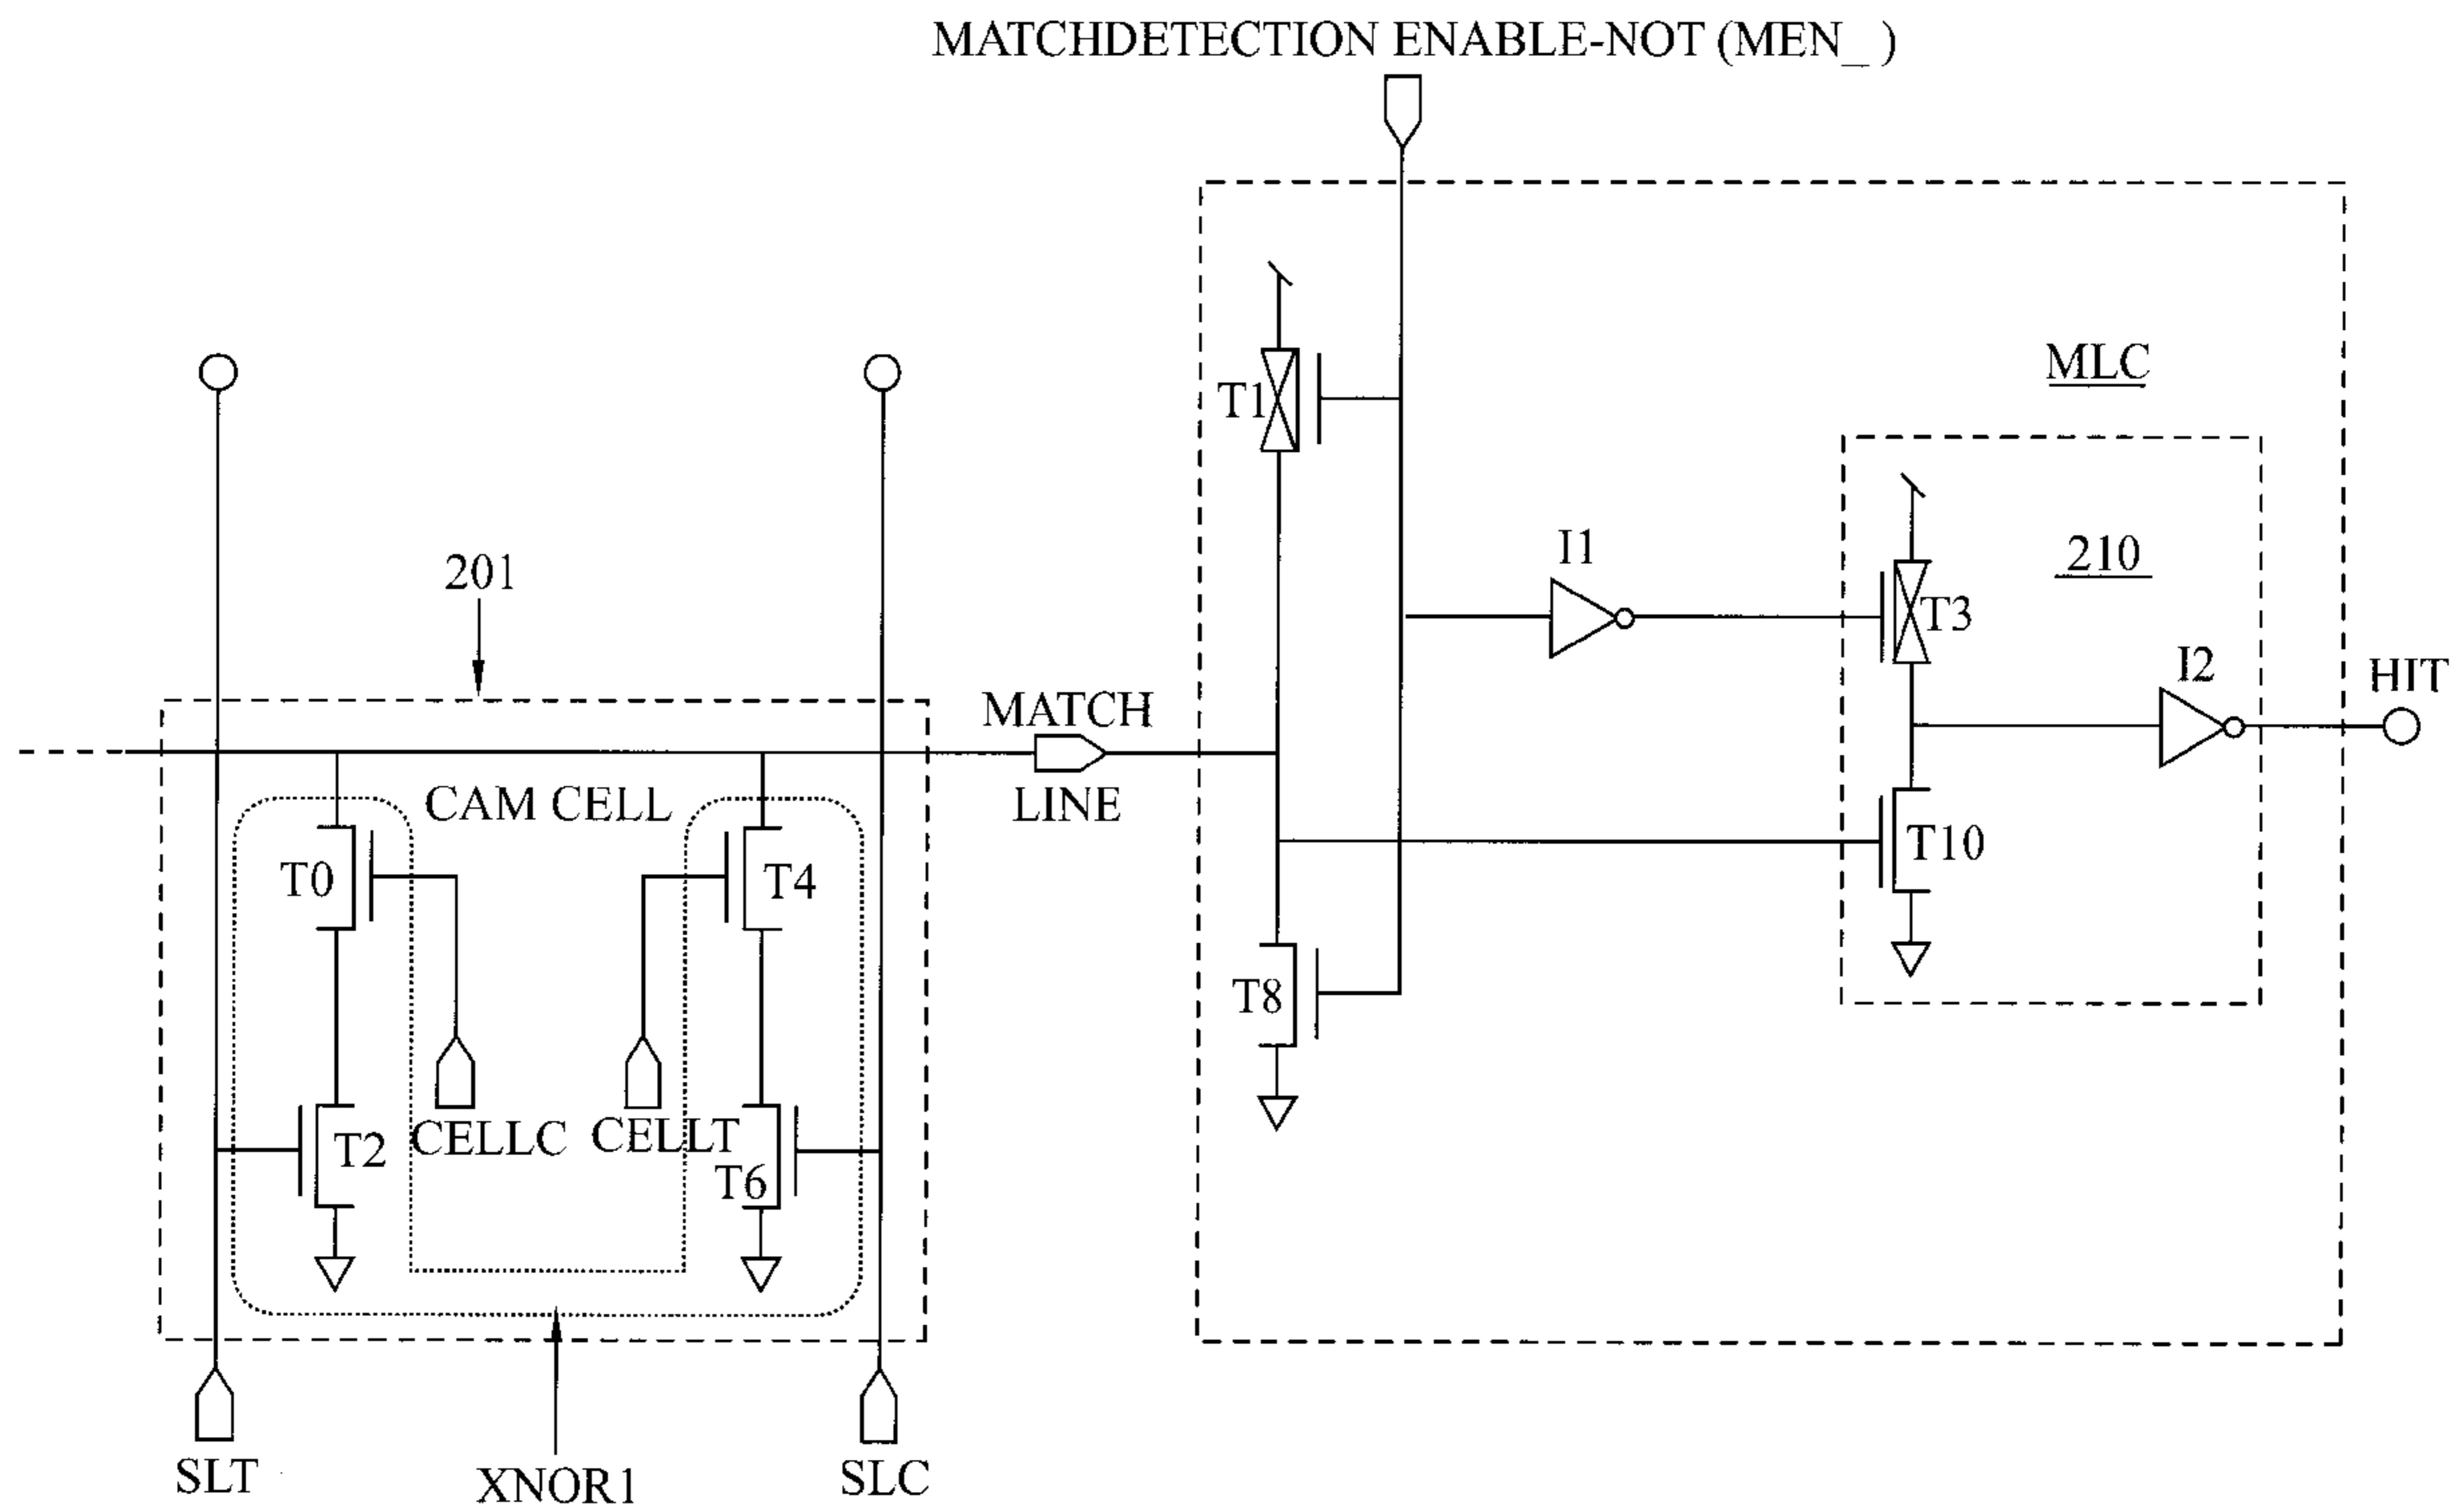 MATCHDETECTION ENABLE-NOT (MEN_ )
MLC
T1
I1
210
T3
201
I2
HIT
MATCH
LINE
CAM CELL
T0
T4
T10
T8
CELLC
CELLT
T2
T6
SLT
XNOR1
SLC